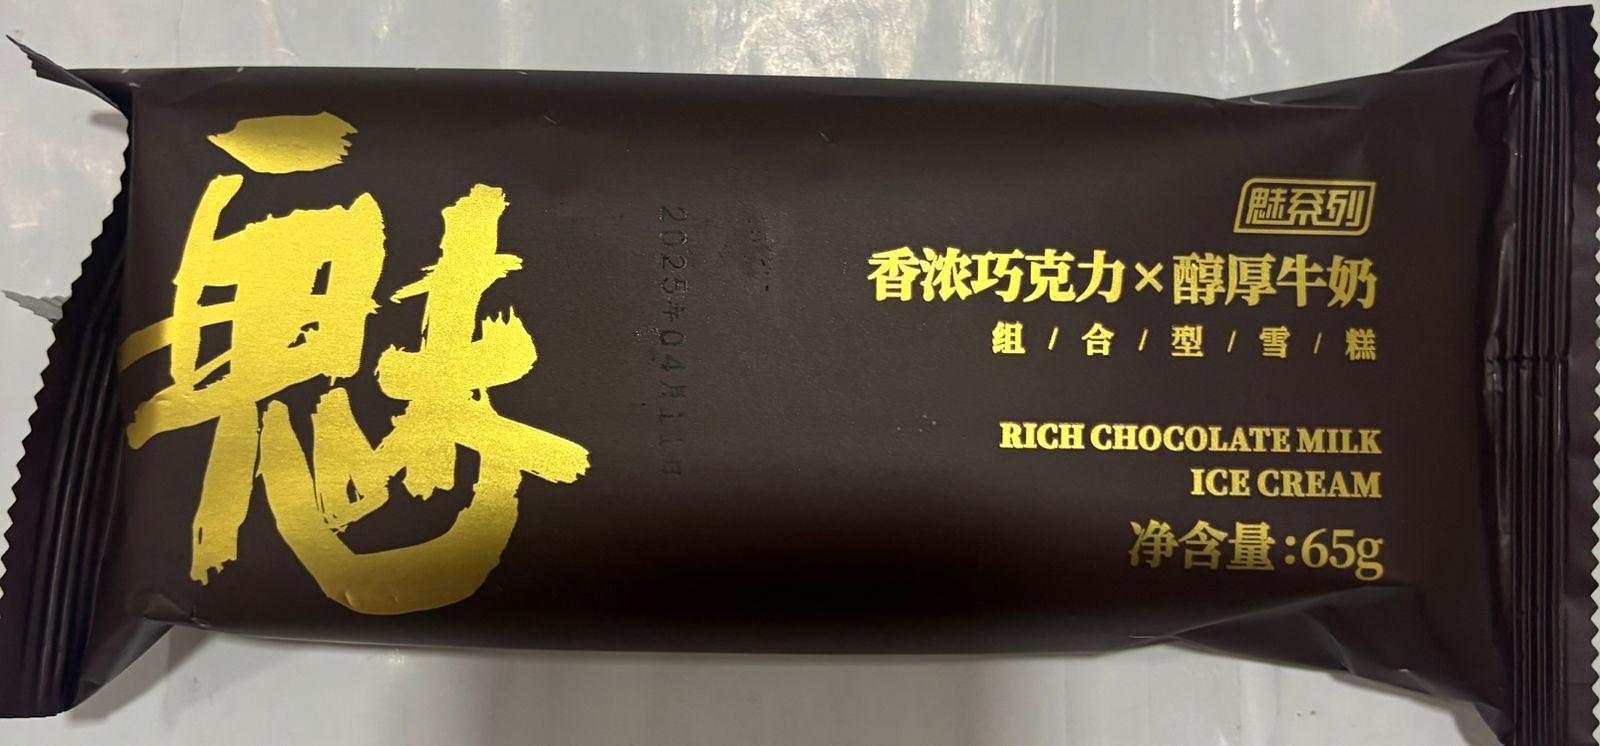 魅
2025年04月11日
魅系列
香浓巧克力×醇厚牛奶
组/合/型/雪/糕
RICH CHOCOLATE MILK
ICE CREAM
净含量:65g